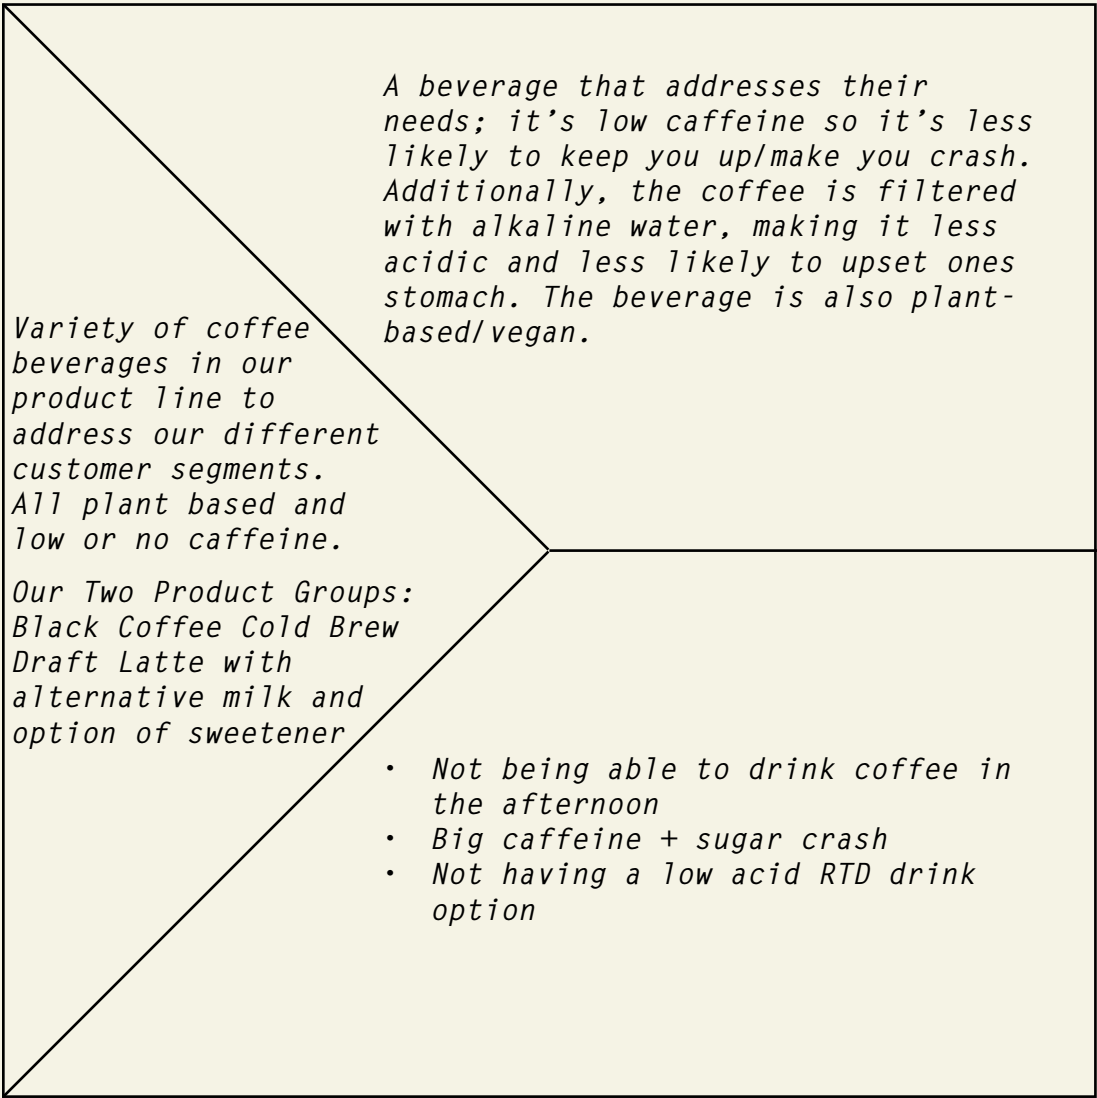 A beverage that addresses their
needs; it’s low caffeine so it’s less
likely to keep you up/make you crash.
Additionally, the coffee is filtered
with alkaline water, making it less
acidic and less likely to upset ones
stomach. The beverage is also plant-
based/vegan.
Variety of coffee
beverages in our
product line to
address our different
customer segments.
All plant based and
low or no caffeine.
Our Two Product Groups:
Black Coffee Cold Brew
Draft Latte with
alternative milk and
option of sweetener
• Not being able to drink coffee in
the afternoon
• Big caffeine + sugar crash
• Not having a low acid RTD drink
option